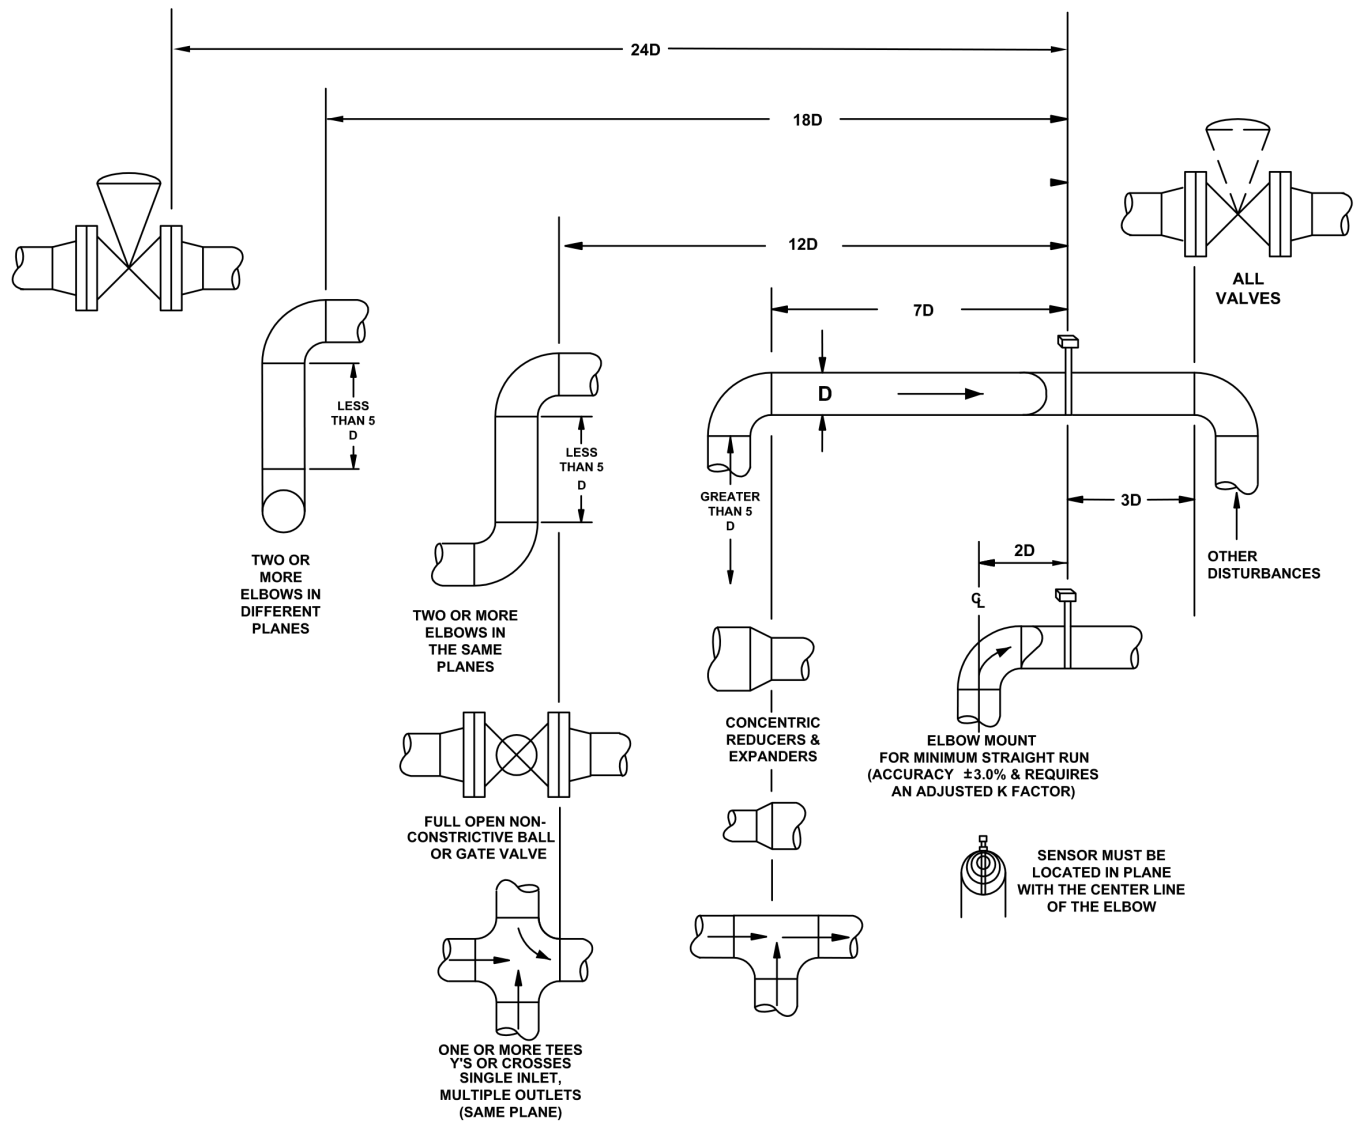 24D
18D
12D
7D
ALL
VALVES
D
LESS
THAN 5
D
LESS
THAN 5
D
GREATER
THAN 5
D
3D
2D
OTHER
DISTURBANCES
CL
TWO OR
MORE
ELBOWS IN
DIFFERENT
PLANES
TWO OR MORE
ELBOWS IN
THE SAME
PLANES
CONCENTRIC
REDUCERS &
EXPANDERS
ELBOW MOUNT
FOR MINIMUM STRAIGHT RUN
(ACCURACY ±3.0% & REQUIRES
AN ADJUSTED K FACTOR)
FULL OPEN NON-
CONSTRICTIVE BALL
OR GATE VALVE
SENSOR MUST BE
LOCATED IN PLANE
WITH THE CENTER LINE
OF THE ELBOW
ONE OR MORE TEES
Y'S OR CROSSES
SINGLE INLET,
MULTIPLE OUTLETS
(SAME PLANE)